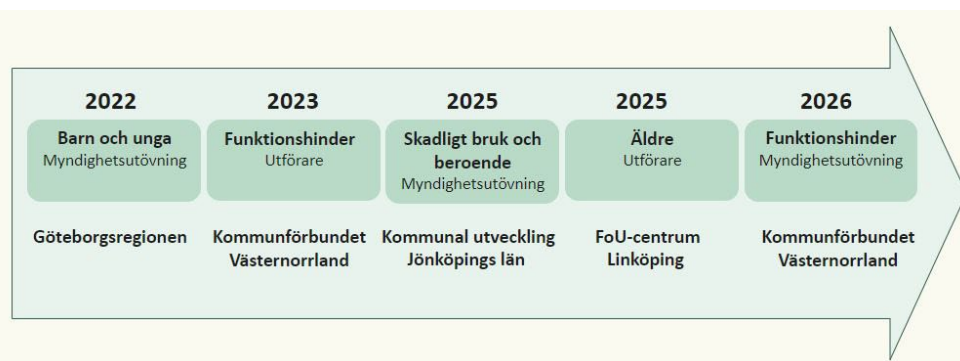 2022
Barn och unga
Myndighetsutövning
Göteborgsregionen
2023
Funktionshinder
Utförare
Kommunförbundet
Västernorrland
2025
Skadligt bruk och
beroende
Myndighetsutövning
Kommunal utveckling
Jönköpings län
2025
Äldre
Utförare
FoU-centrum
Linköping
2026
Funktionshinder
Myndighetsutövning
Kommunförbundet
Västernorrland